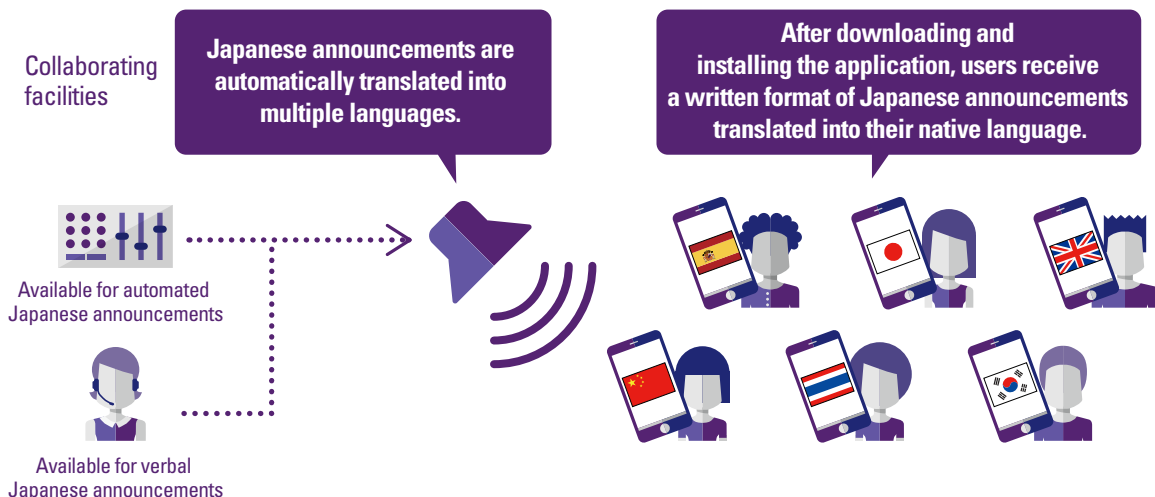 Collaborating
facilities
Japanese announcements are
automatically translated into
multiple languages.
After downloading and
installing the application, users receive
a written format of Japanese announcements
translated into their native language.
Available for automated
Japanese announcements
Available for verbal
Japanese announcements